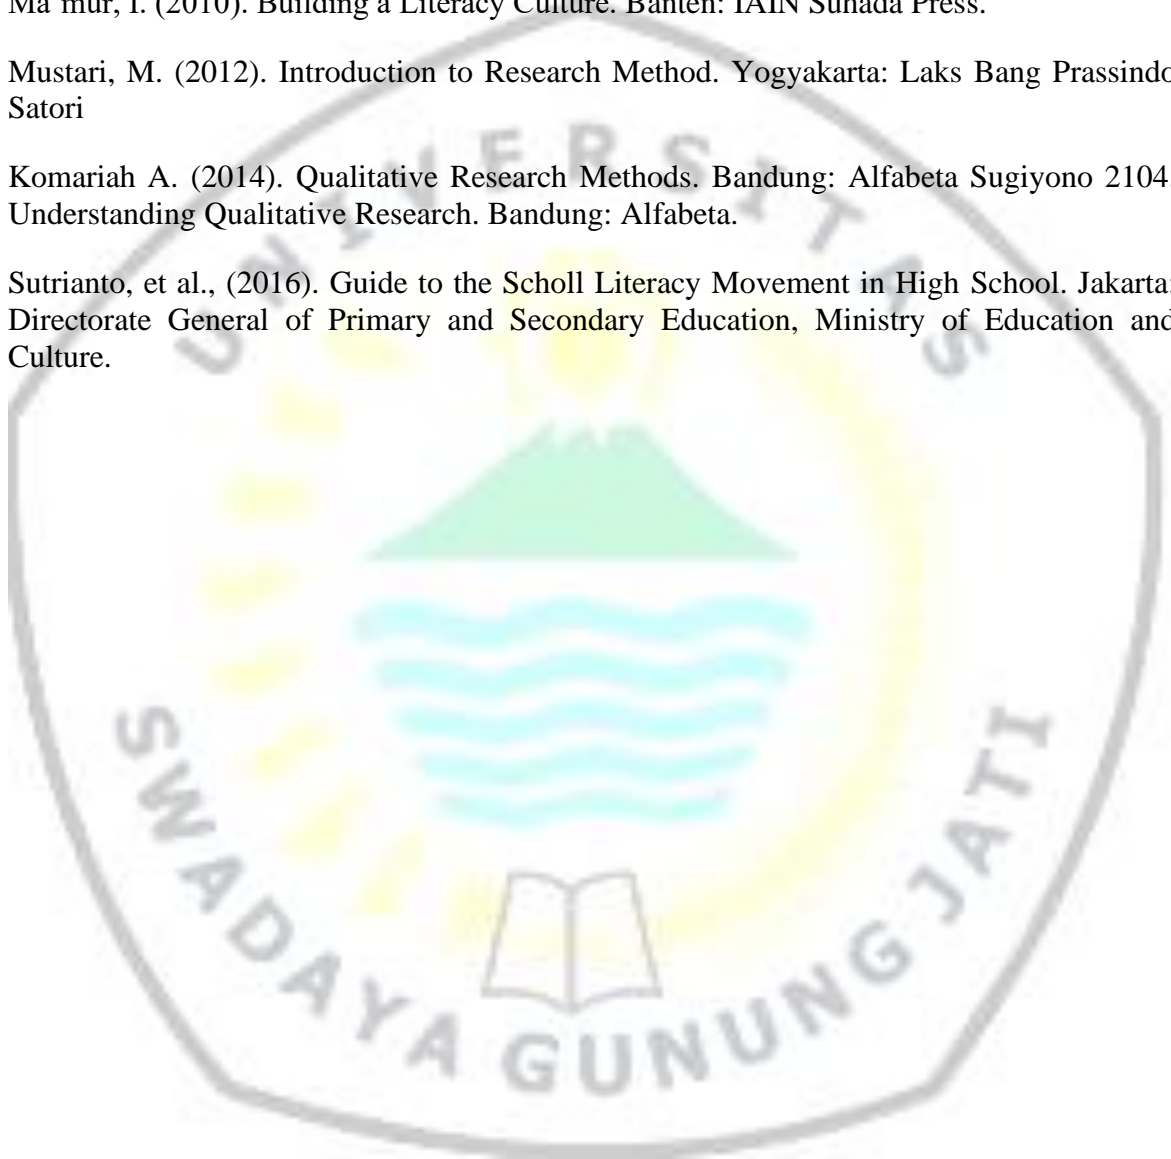 Ma'mur, I. (2010). Building a Literacy Culture. Banten: IAIN Suhada Press.
Mustari, M. (2012). Introduction to Research Method. Yogyakarta: Laks Bang Prassindo
Satori
Komariah A. (2014). Qualitative Research Methods. Bandung: Alfabeta Sugiyono 2104.
Understanding Qualitative Research. Bandung: Alfabeta.
Sutrianto, et al., (2016). Guide to the Scholl Literacy Movement in High School. Jakarta:
Directorate General of Primary and Secondary Education, Ministry of Education and
Culture.
UNIVERSITAS
SWADAYA GUNUNG JATI